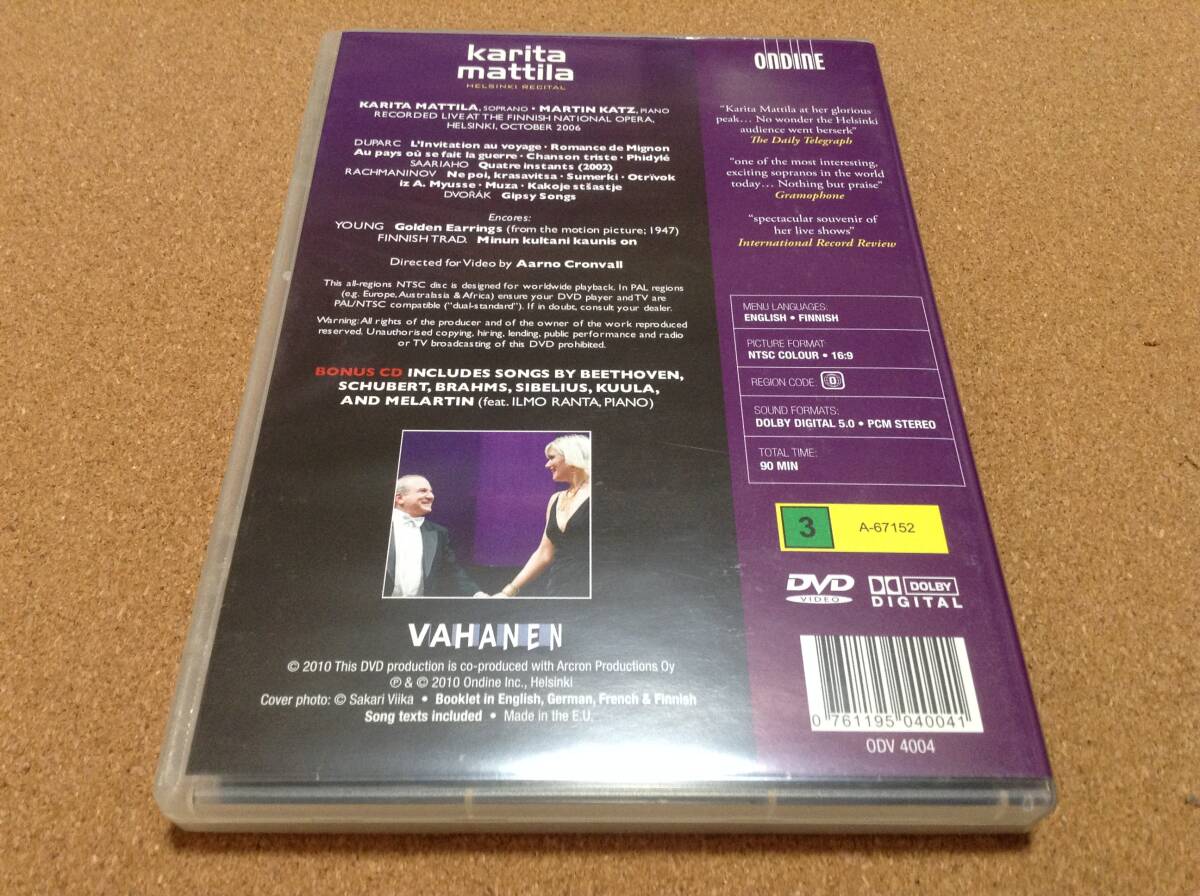 karita
mattila
HELSINKI RECITAL
KARITA MATTILA, SOPRANO • MARTIN KATZ, PIANO
RECORDED LIVE AT THE FINNISH NATIONAL OPERA,
HELSINKI, OCTOBER 2006
DUPARC L'Invitation au voyage • Romance de Mignon
Au pays où se fait la guerre • Chanson triste • Phidylé
SAARIAHO Quatre instants (2002)
RACHMANINOV Ne poi, krasavitsa • Sumerki • Otrïvok
iz A. Myusse • Muza • Kakoje stšastje
DVOŘÁK Gipsy Songs
Encores:
YOUNG Golden Earrings (from the motion picture; 1947)
FINNISH TRAD. Minun kultani kaunis on
Directed for Video by Aarno Cronvall
This all-regions NTSC disc is designed for worldwide playback. In PAL regions
(e.g. Europe, Australasia & Africa) ensure your DVD player and TV are
PAL/NTSC compatible ("dual-standard"). If in doubt, consult your dealer.
Warning: All rights of the producer and of the owner of the work reproduced
reserved. Unauthorised copying, hiring, lending, public performance and radio
or TV broadcasting of this DVD prohibited.
BONUS CD INCLUDES SONGS BY BEETHOVEN,
SCHUBERT, BRAHMS, SIBELIUS, KUULA,
AND MELARTIN (feat. ILMO RANTA, PIANO)
VAHANEN
© 2010 This DVD production is co-produced with Arcron Productions Oy
℗ & © 2010 Ondine Inc., Helsinki
Cover photo: © Sakari Viika • Booklet in English, German, French & Finnish
Song texts included • Made in the E.U.
ONDINE
"Karita Mattila at her glorious
peak... No wonder the Helsinki
audience went berserk"
The Daily Telegraph
"one of the most interesting,
exciting sopranos in the world
today... Nothing but praise"
Gramophone
"spectacular souvenir of
her live shows"
International Record Review
MENU LANGUAGES:
ENGLISH • FINNISH
PICTURE FORMAT:
NTSC COLOUR • 16:9
REGION CODE: 0
SOUND FORMATS:
DOLBY DIGITAL 5.0 • PCM STEREO
TOTAL TIME:
90 MIN
3 A-67152
DVD
VIDEO
DOLBY
DIGITAL
0 761195 040041
ODV 4004